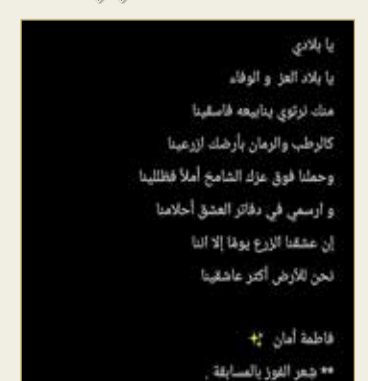 يا بلادي
يا بلاد العز و الوفاء
منك نرتوي ينابيعه فاسقينا
كالرطب والرمان بأرضك ازرعينا
وحملنا فوق عزك الشامخ أملاً فظللينا
و ارسمي في دفاتر العشق أحلامنا
إن عشقنا الزرع يومًا إلا اننا
نحن للأرض أكثر عاشقينا
فاطمة أمان ✨
** شعر الفوز بالمسابقة .